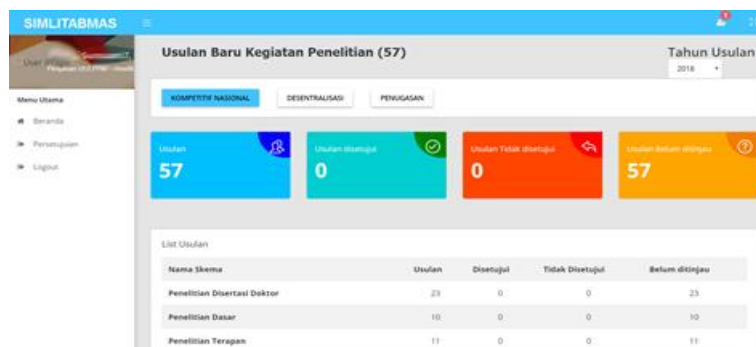 SIMLITABMAS
Usulan Baru Kegiatan Penelitian (57)
Tahun Usulan
2018
KOMPETITIF NASIONAL
DESENTRALISASI
PENUGASAN
Menu Utama
Beranda
Persetujuan
Logout
Usulan
57
Usulan disetujui
0
Usulan Tidak disetujui
0
Usulan Belum ditinjau
57
List Usulan
Nama Skema Usulan Disetujui Tidak Disetujui Belum ditinjau
Penelitian Disertasi Doktor 23 0 0 23
Penelitian Dasar 10 0 0 10
Penelitian Terapan 11 0 0 11